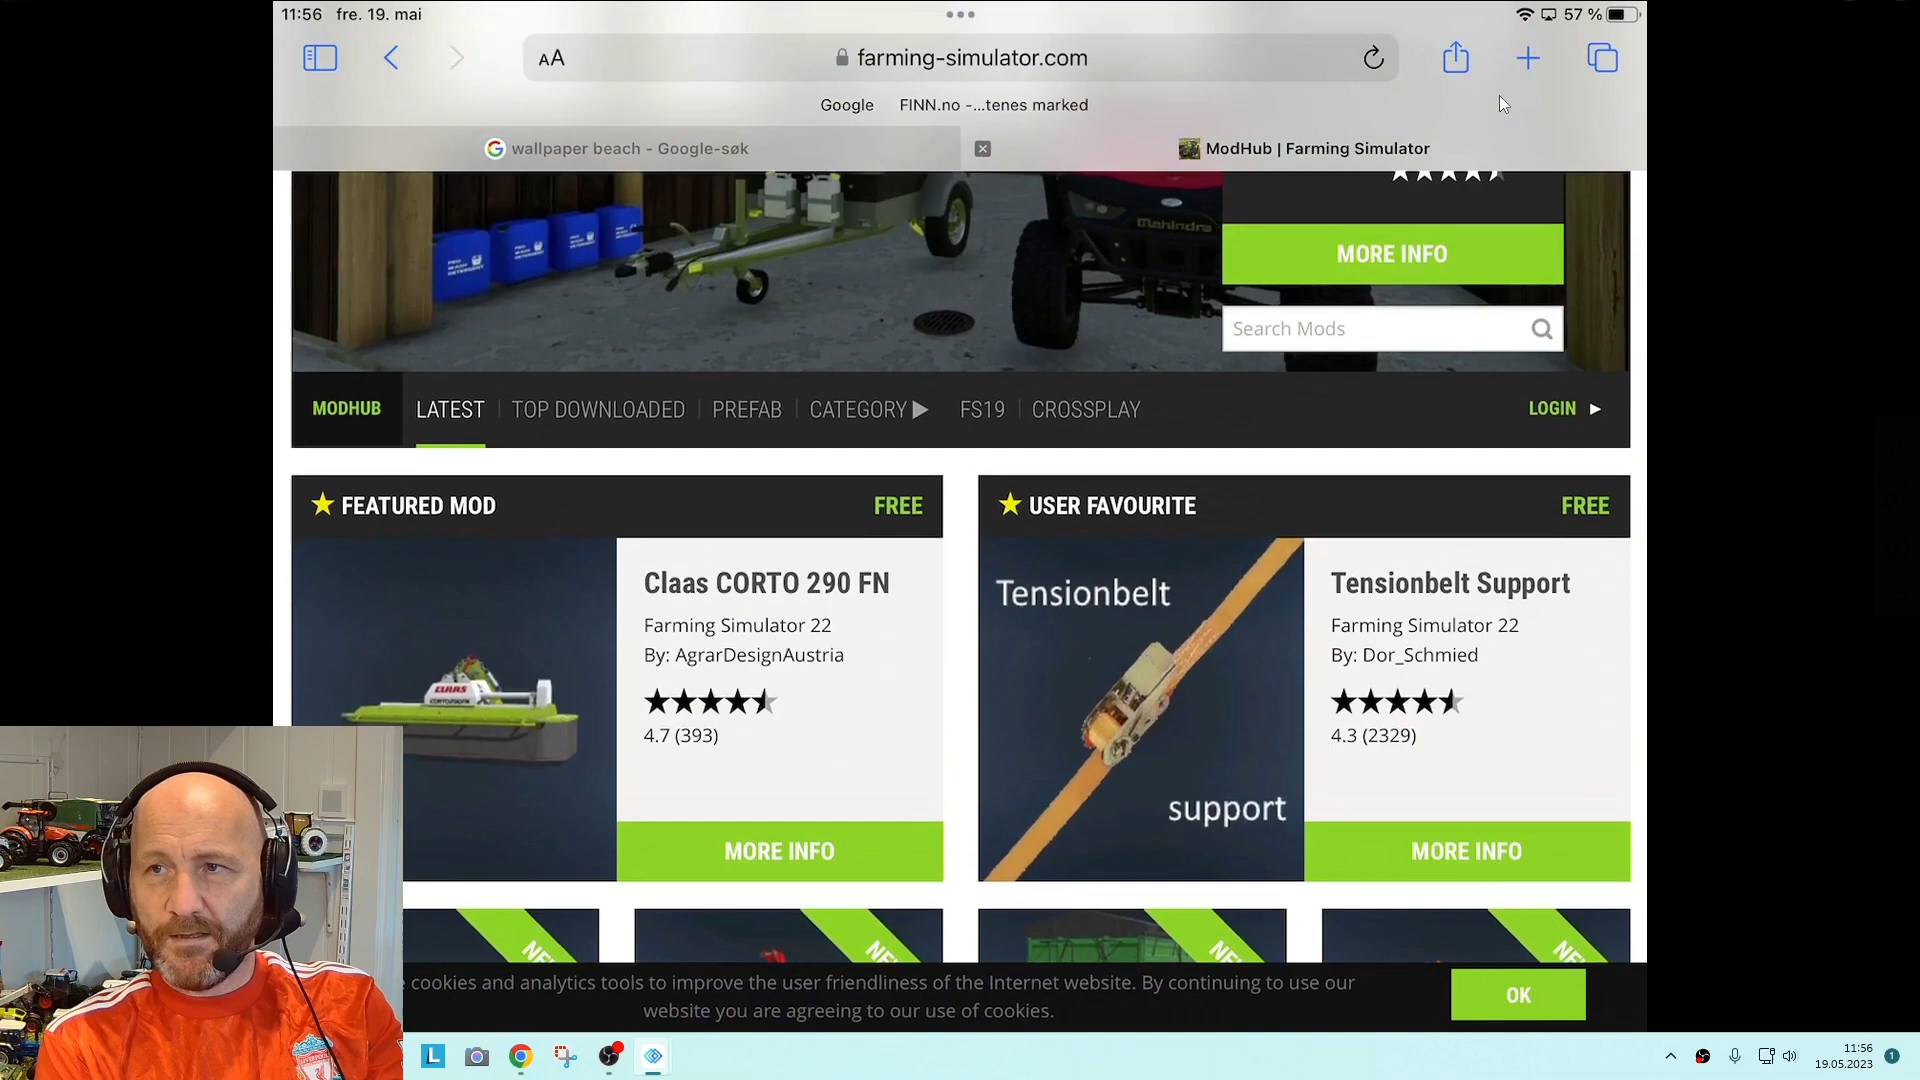 11:56 fre. 19. mai
57 %
AA
farming-simulator.com
Google
FINN.no -...tenes marked
wallpaper beach - Google-søk
ModHub | Farming Simulator
Mahindra
MORE INFO
Search Mods
MODHUB
LATEST
TOP DOWNLOADED
PREFAB
CATEGORY
FS19
CROSSPLAY
LOGIN
FEATURED MOD
FREE
USER FAVOURITE
FREE
Claas CORTO 290 FN
Farming Simulator 22
By: AgrarDesignAustria
4.7 (393)
CLAAS
MORE INFO
Tensionbelt
support
Tensionbelt Support
Farming Simulator 22
By: Dor_Schmied
4.3 (2329)
MORE INFO
cookies and analytics tools to improve the user friendliness of the Internet website. By continuing to use our
website you are agreeing to our use of cookies.
OK
L
11:56
19.05.2023
1